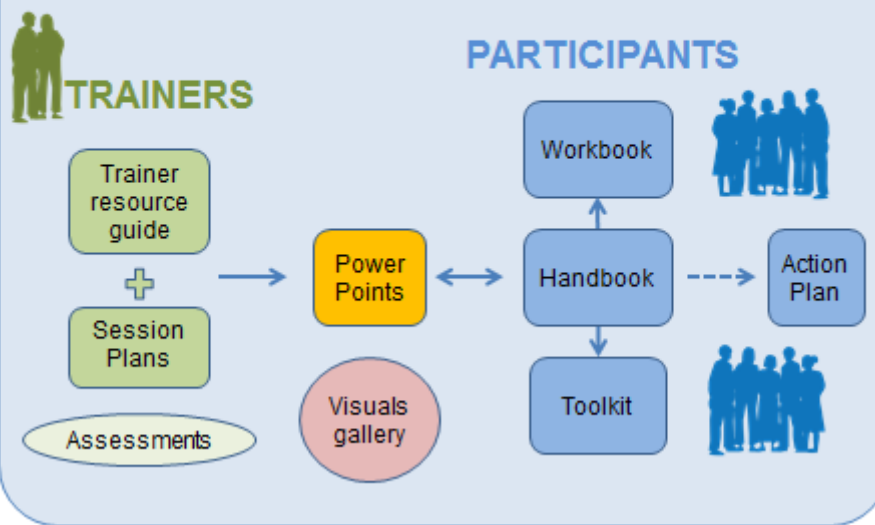 TRAINERS
PARTICIPANTS
Trainer
resource
guide
Session
Plans
Assessments
Power
Points
Visuals
gallery
Workbook
Handbook
Toolkit
Action
Plan